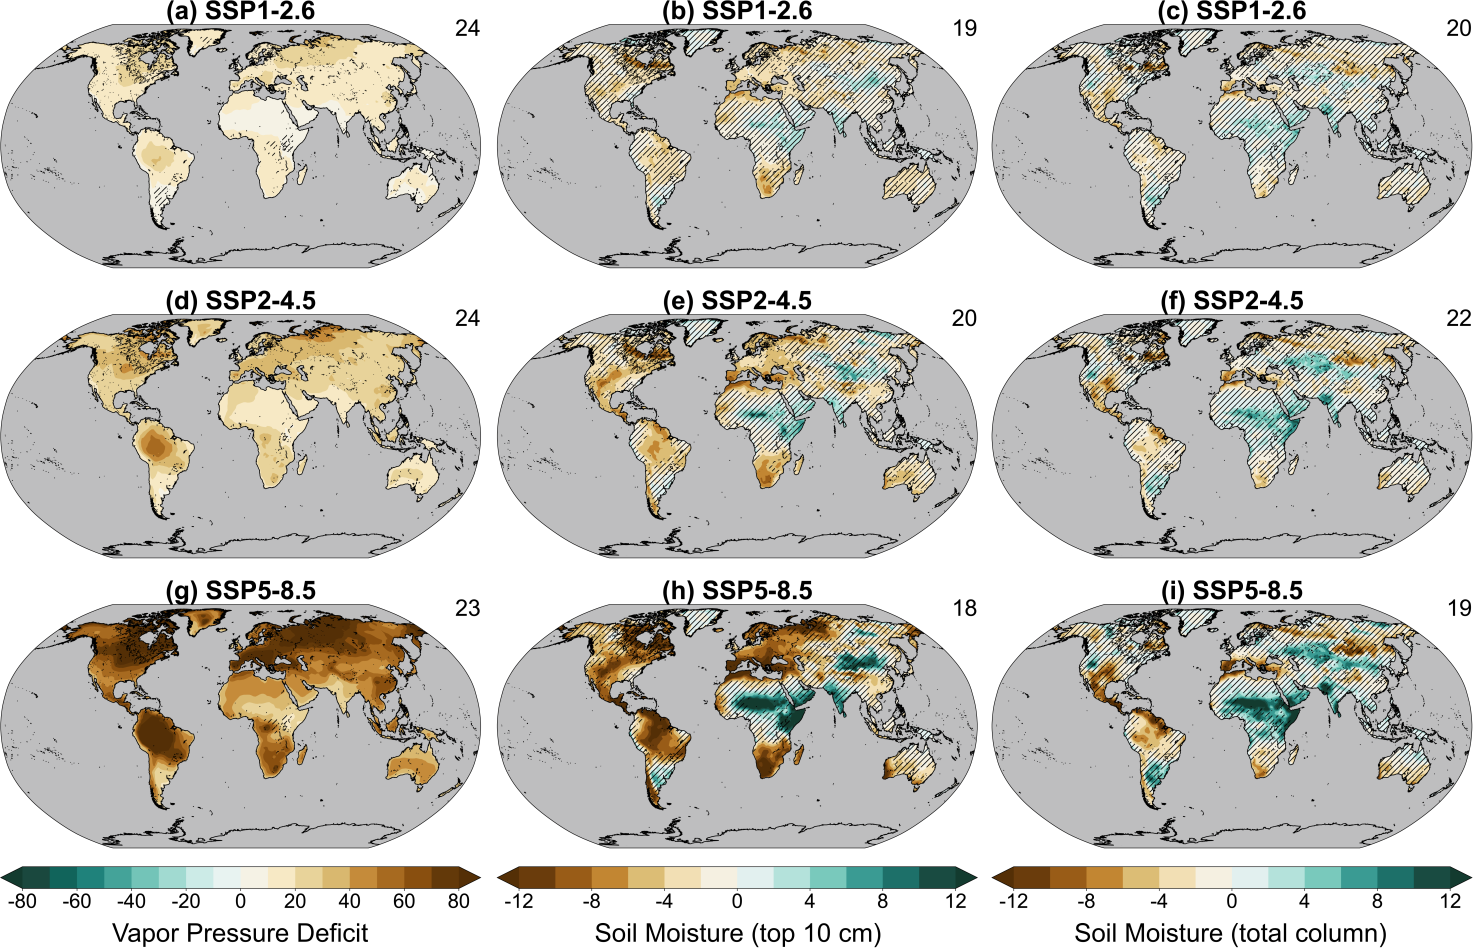 (a) SSP1-2.6
24
(b) SSP1-2.6
19
(c) SSP1-2.6
20
(d) SSP2-4.5
24
(e) SSP2-4.5
20
(f) SSP2-4.5
22
(g) SSP5-8.5
23
(h) SSP5-8.5
18
(i) SSP5-8.5
19
-80 -60 -40 -20 0 20 40 60 80
Vapor Pressure Deficit
-12 -8 -4 0 4 8 12
Soil Moisture (top 10 cm)
-12 -8 -4 0 4 8 12
Soil Moisture (total column)